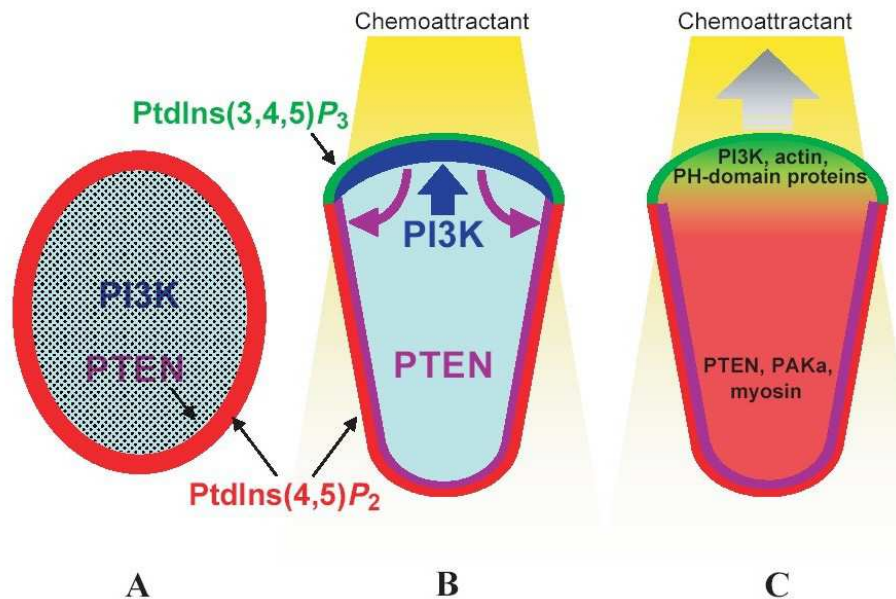 Chemoattractant
Chemoattractant
PtdIns(3,4,5)P3
PI3K, actin,
PH-domain proteins
PI3K
PI3K
PTEN
PTEN
PTEN, PAKa,
myosin
PtdIns(4,5)P2
A
B
C